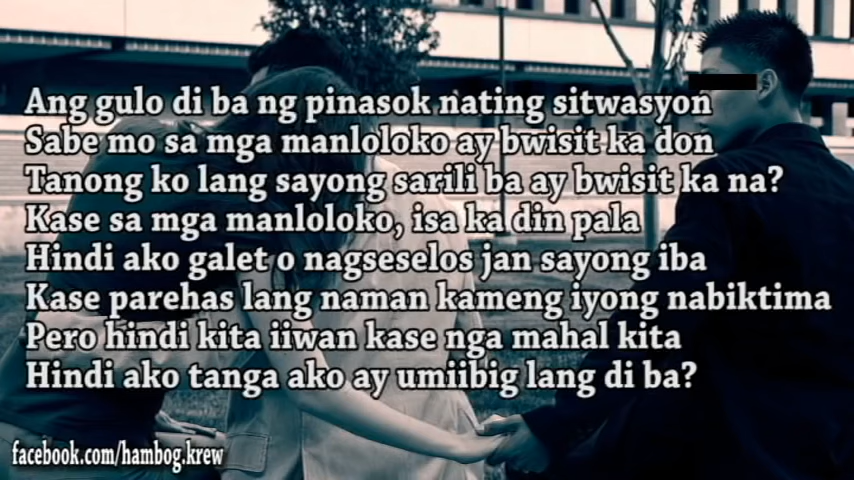 Ang gulo di ba ng pinasok nating sitwasyon
Sabe mo sa mga manloloko ay bwisit ka don
Tanong ko lang sayong sarili ba ay bwisit ka na?
Kase sa mga manloloko, isa ka din pala
Hindi ako galet o nagseselos jan sayong iba
Kase parehas lang naman kameng iyong nabiktima
Pero hindi kita iiwan kase nga mahal kita
Hindi ako tanga ako ay umiibig lang di ba?
facebook.com/hambog.krew